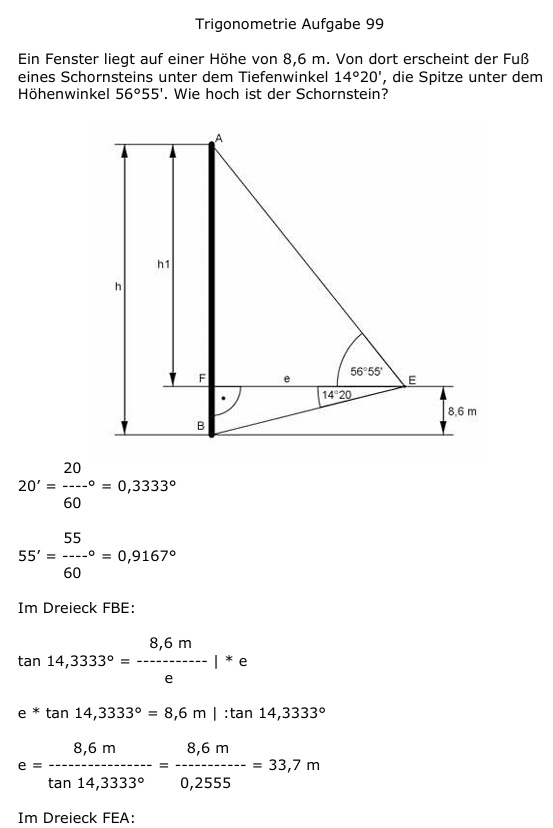 Trigonometrie Aufgabe 99
Ein Fenster liegt auf einer Höhe von 8,6 m. Von dort erscheint der Fuß
eines Schornsteins unter dem Tiefenwinkel 14°20', die Spitze unter dem
Höhenwinkel 56°55'. Wie hoch ist der Schornstein?
A
h1
h
56°55'
F
e
E
14°20
8,6 m
B
20
20’ = ----° = 0,3333°
60
55
55’ = ----° = 0,9167°
60
Im Dreieck FBE:
8,6 m
tan 14,3333° = ----------- | * e
e
e * tan 14,3333° = 8,6 m | :tan 14,3333°
8,6 m 8,6 m
e = ---------------- = ----------- = 33,7 m
tan 14,3333° 0,2555
Im Dreieck FEA: